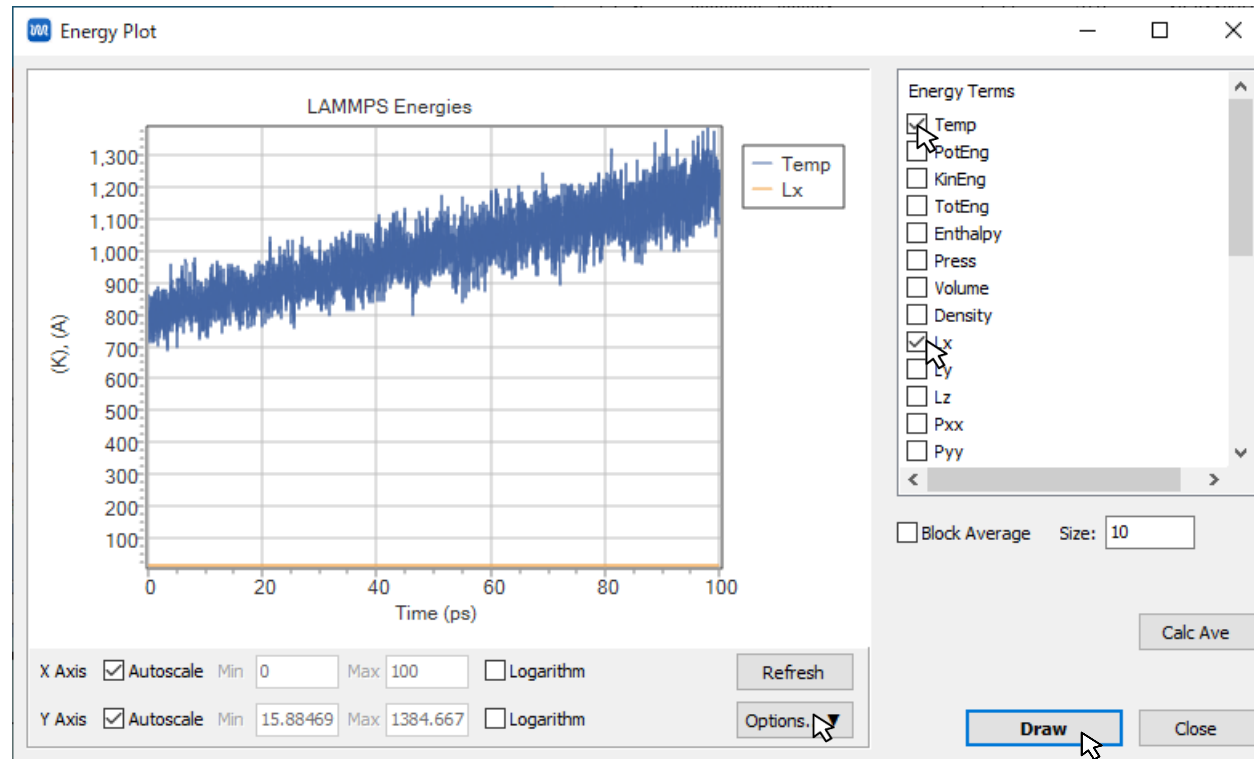 Energy Plot
LAMMPS Energies
1,300
1,200
1,100
1,000
900
800
700
600
500
400
300
200
100
(K), (A)
0 20 40 60 80 100
Time (ps)
Temp
Lx
Energy Terms
Temp
PotEng
KinEng
TotEng
Enthalpy
Press
Volume
Density
Lx
Ly
Lz
Pxx
Pyy
Block Average Size: 10
Calc Ave
X Axis Autoscale Min 0 Max 100 Logarithm Refresh
Y Axis Autoscale Min 15.88469 Max 1384.667 Logarithm Options... ▼
Draw Close